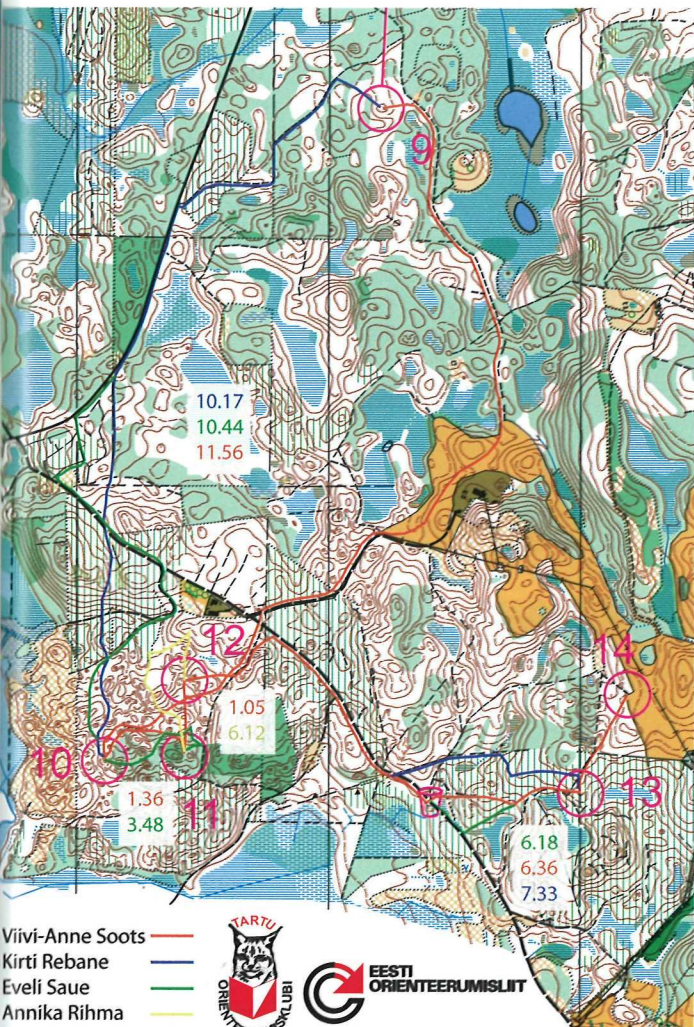 9
10.17
10.44
11.56
12
14
1.05
6.12
10
11
13
1.36
3.48
6.18
6.36
7.33
Viivi-Anne Soots
Kirti Rebane
Eveli Saue
Annika Rihma
TARTU
EESTI
ORIENTEERUMISLIIT